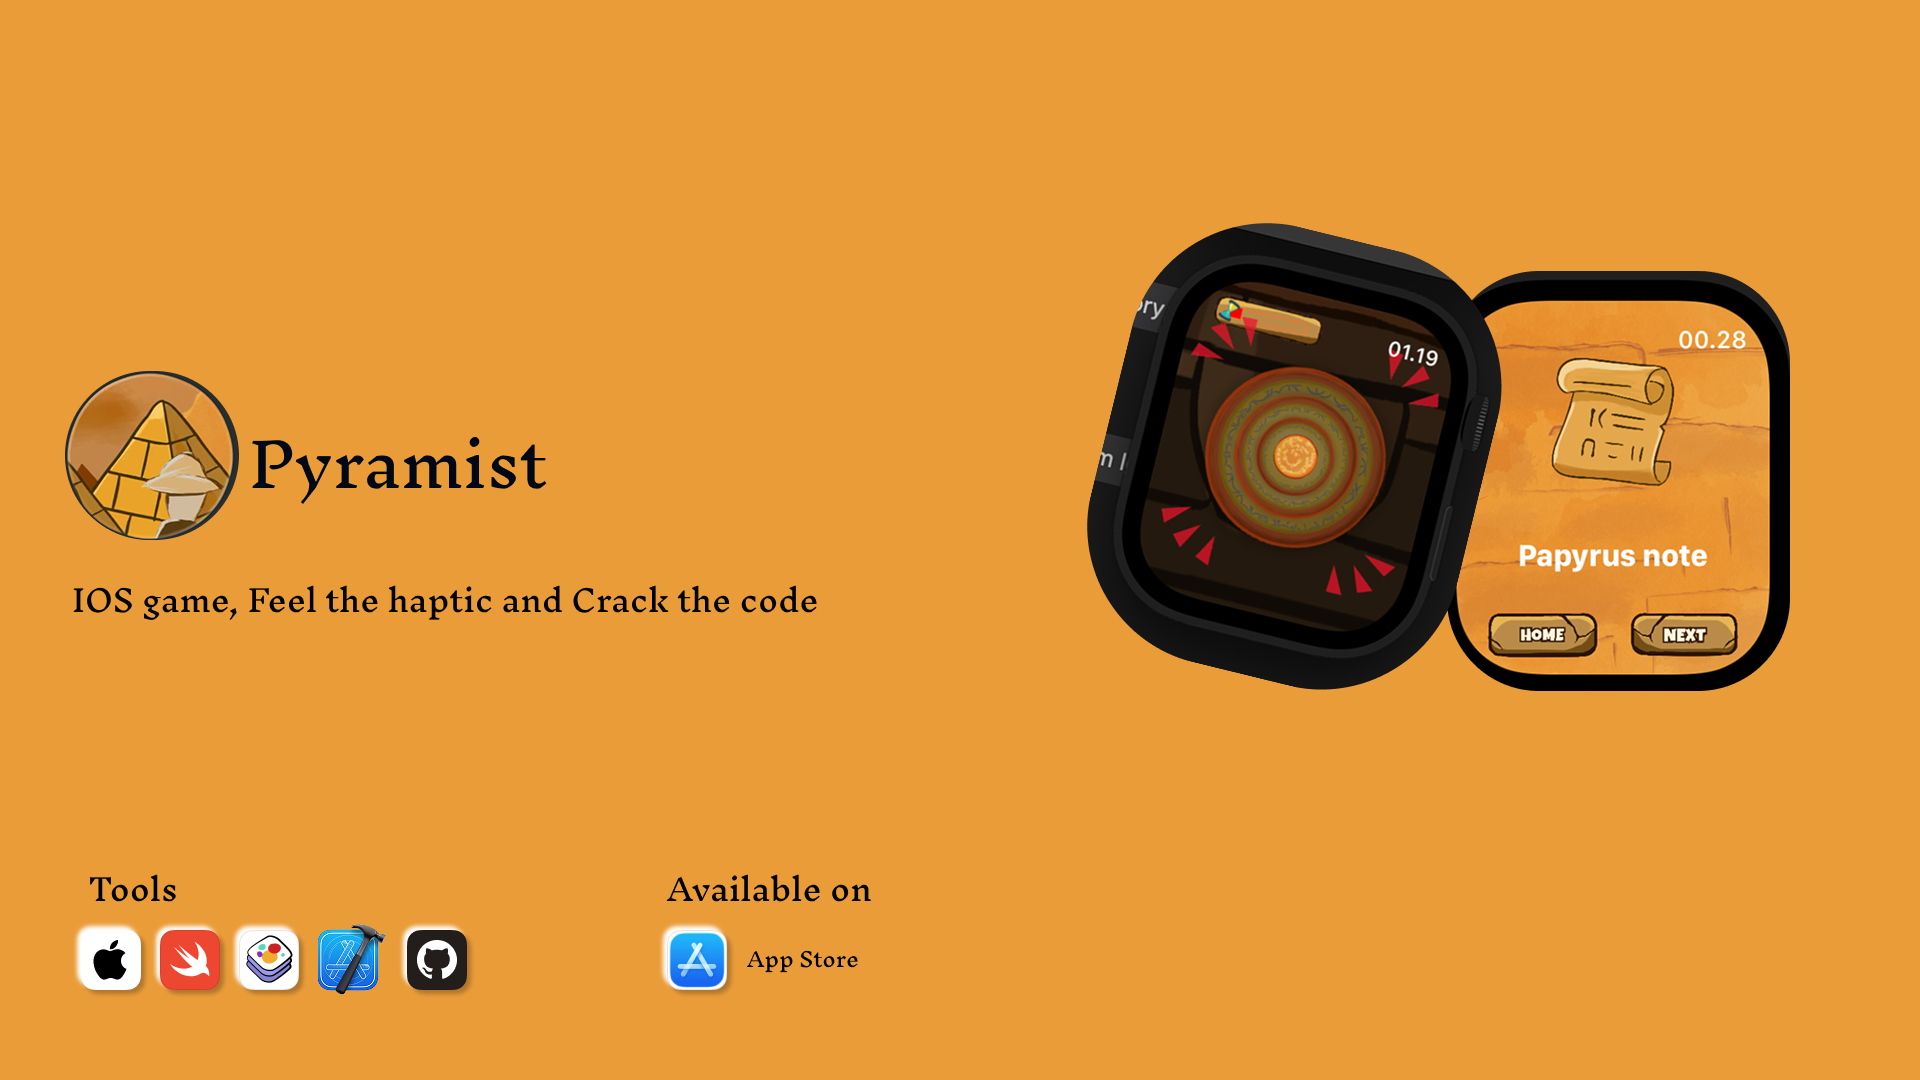 Pyramist
IOS game, Feel the haptic and Crack the code
01.19
00.28
Papyrus note
HOME
NEXT
Tools
Available on
App Store